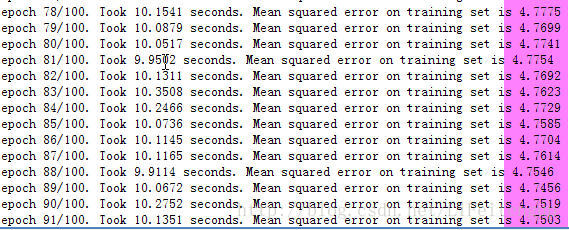 epoch 78/100. Took 10.1541 seconds. Mean squared error on training set is 4.7775
epoch 79/100. Took 10.0879 seconds. Mean squared error on training set is 4.7699
epoch 80/100. Took 10.0517 seconds. Mean squared error on training set is 4.7741
epoch 81/100. Took seconds. Mean squared error on training set is 4.7754
epoch 82/100. Took 10.1311 seconds. Mean squared error on training set is 4.7692
epoch 83/100. Took 10.3508 seconds. Mean squared error on training set is 4.7623
epoch 84/100. Took 10.2466 seconds. Mean squared error on training set is 4.7729
epoch 85/100. Took 10.0736 seconds. Mean squared error on training set is 4.7585
epoch 86/100. Took 10.1145 seconds. Mean squared error on training set is 4.7704
epoch 87/100. Took 10.1165 seconds. Mean squared error on training set is 4.7614
epoch 88/100. Took 9.9114 seconds. Mean squared error on training set is 4.7546
epoch 89/100. Took 10.0672 seconds. Mean squared error on training set is 4.7456
epoch 90/100. Took 10.2752 seconds. Mean squared error on training set is 4.7519
epoch 91/100. Took 10.1351 seconds. Mean squared error on training set is 4.7503